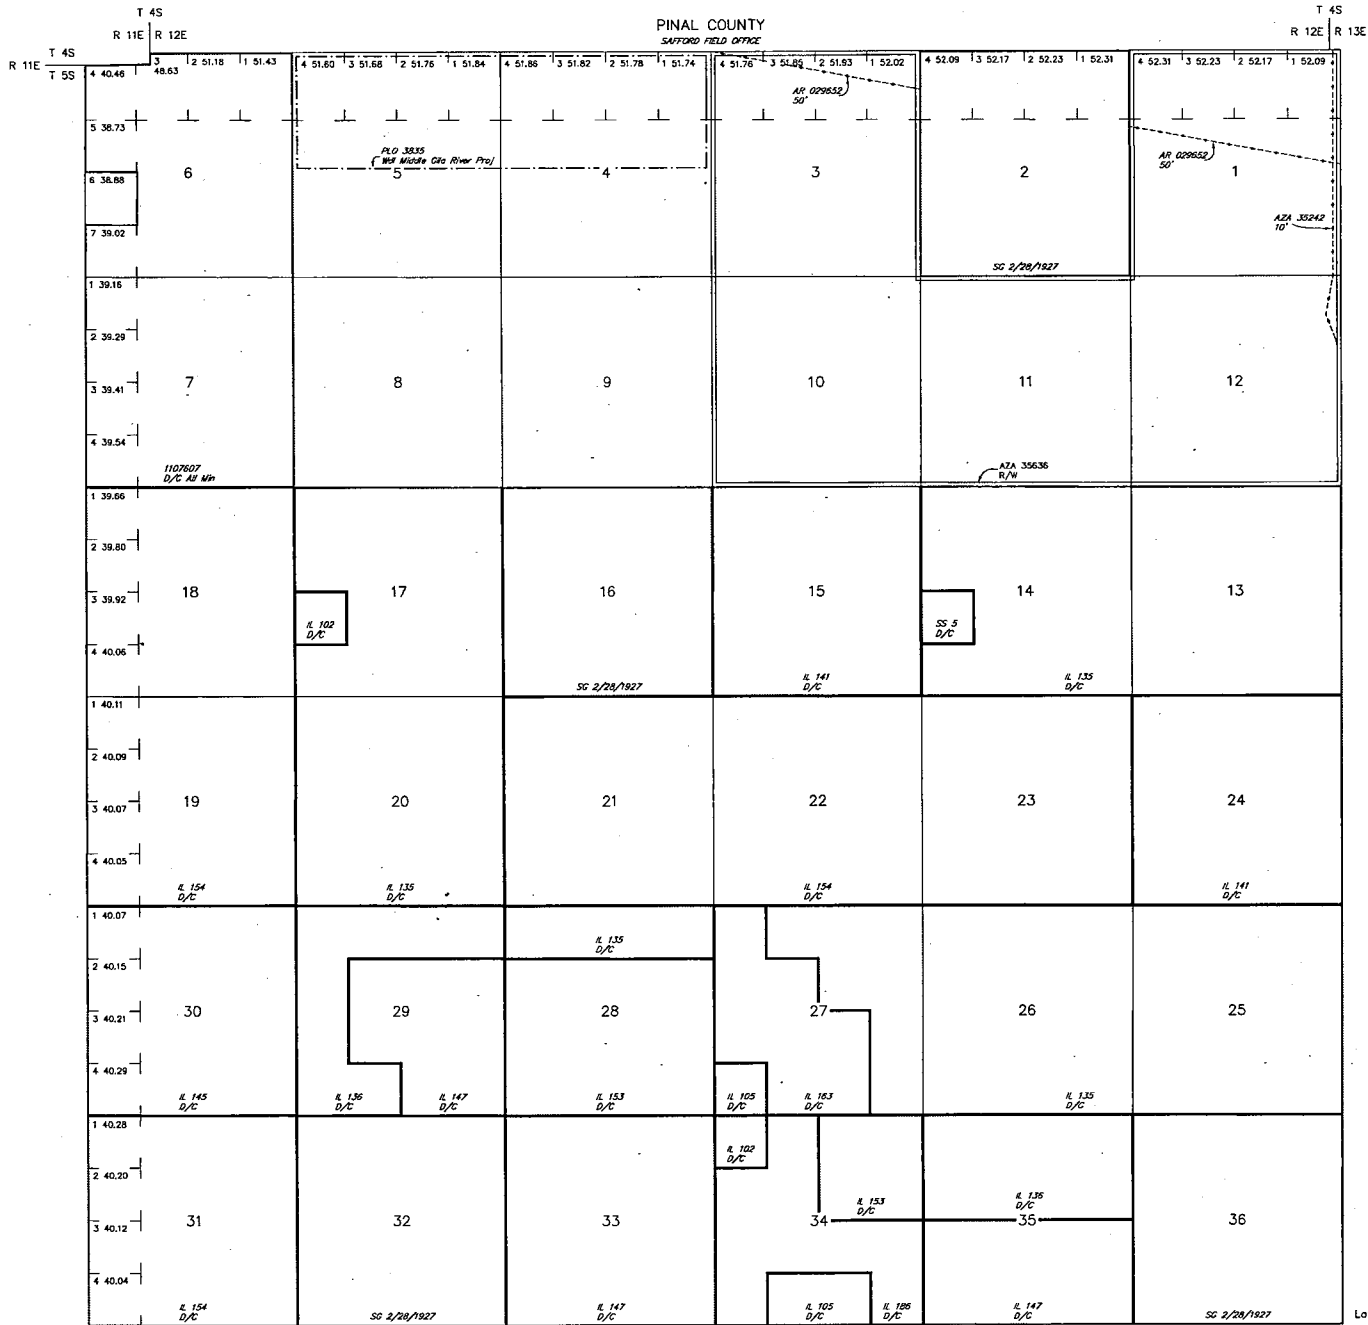 T 4S
R 11E R 12E
PINAL COUNTY
SAFFORD FIELD OFFICE
T 4S
R 12E R 13E
T 4S
R 11E
T 5S
4 40.46
3 48.63
2 51.18
1 51.43
4 51.60
3 51.68
2 51.76
1 51.84
4 51.86
3 51.82
2 51.78
1 51.74
4 51.76
3 51.85
2 51.93
1 52.02
4 52.09
3 52.17
2 52.23
1 52.31
4 52.31
3 52.23
2 52.17
1 52.09
AR 029652
50'
5 38.73
PLO 3835
Wdl Middle Gila River Proj
AR 029652
50'
6 38.88
6
5
4
3
2
1
7 39.02
AZA 35242
10'
SG 2/28/1927
1 39.16
2 39.29
3 39.41
7
8
9
10
11
12
4 39.54
1107607
D/C All Min
AZA 35636
R/W
1 39.66
2 39.80
3 39.92
18
17
16
15
14
13
IL 102
D/C
SS 5
D/C
4 40.06
SG 2/28/1927
IL 141
D/C
IL 135
D/C
1 40.11
2 40.09
3 40.07
19
20
21
22
23
24
4 40.05
IL 154
D/C
IL 135
D/C
IL 154
D/C
IL 141
D/C
1 40.07
IL 135
D/C
2 40.15
3 40.21
30
29
28
27
26
25
4 40.29
IL 145
D/C
IL 136
D/C
IL 147
D/C
IL 153
D/C
IL 105
D/C
IL 163
D/C
IL 135
D/C
1 40.28
IL 102
D/C
2 40.20
IL 153
D/C
IL 136
D/C
3 40.12
31
32
33
34
35
36
4 40.04
IL 154
D/C
SG 2/28/1927
IL 147
D/C
IL 105
D/C
IL 186
D/C
IL 147
D/C
SG 2/28/1927